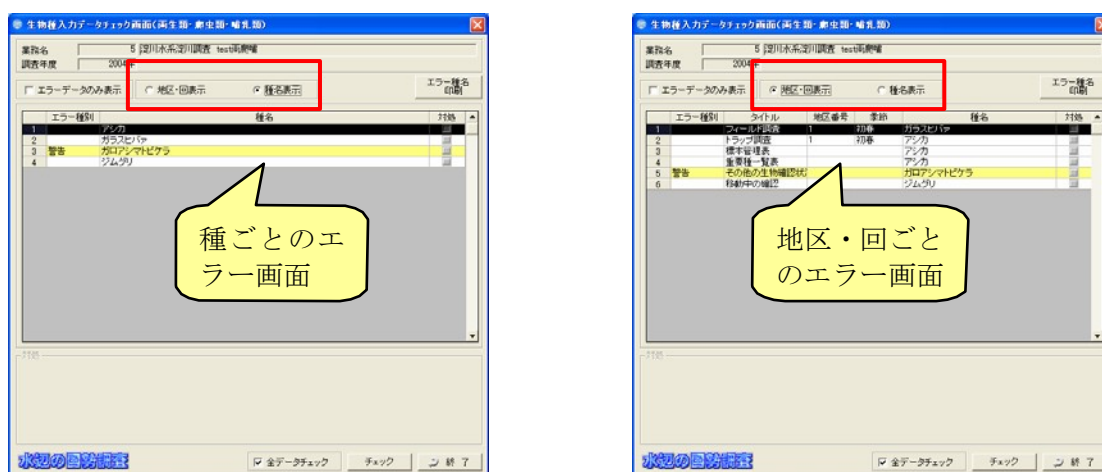 生物種入力データチェック画面(両生類・爬虫類・哺乳類)
業務名 5 淀川水系淀川調査 test両爬哺
調査年度 2004年
エラーデータのみ表示 地区・回表示 種名表示 エラー種名印刷
エラー種別 種名 対処
1 アシカ
2 ガラスヒバァ
3 警告 ガロアシマトビケラ
4 ジムグリ
種ごとのエ
ラー画面
対処
水辺の国勢調査 全データチェック チェック 終了
生物種入力データチェック画面(両生類・爬虫類・哺乳類)
業務名 5 淀川水系淀川調査 test両爬哺
調査年度 2004年
エラーデータのみ表示 地区・回表示 種名表示 エラー種名印刷
エラー種別 タイトル 地区番号 季節 種名 対処
1 フィールド調査 1 初春 ガラスヒバァ
2 トラップ調査 1 初春 アシカ
3 標本管理表 アシカ
4 重要種一覧表 アシカ
5 警告 その他の生物確認状 ガロアシマトビケラ
6 移動中の確認 ジムグリ
地区・回ごと
のエラー画面
対処
水辺の国勢調査 全データチェック チェック 終了